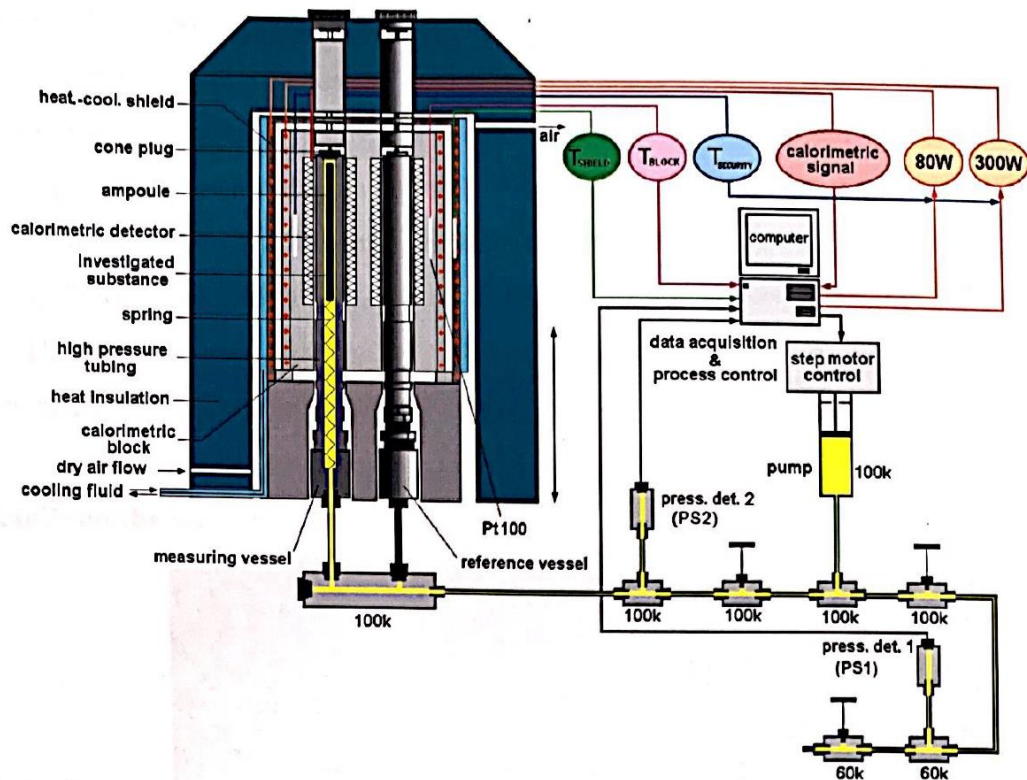 heat.-cool. shield
cone plug
ampoule
calorimetric detector
investigated
substance
spring
high pressure
tubing
heat insulation
calorimetric
block
dry air flow
cooling fluid
measuring vessel
reference vessel
Pt100
air
TSHIELD
TBLOCK
TSECURITY
calorimetric
signal
80W
300W
computer
data acquisition
&
process control
step motor
control
pump
100k
press. det. 2
(PS2)
100k
100k
100k
100k
100k
press. det. 1
(PS1)
60k
60k